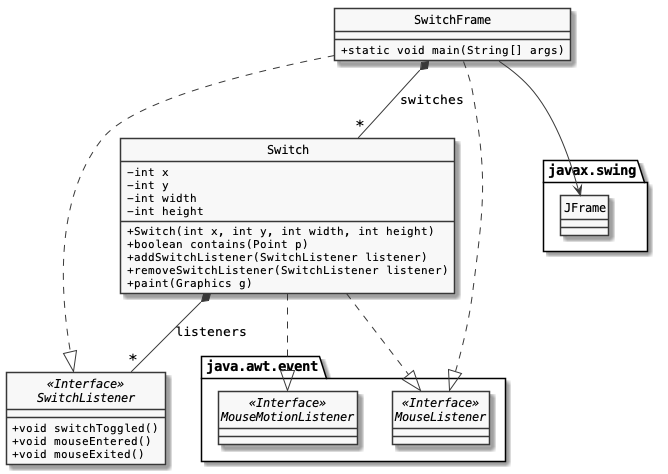 SwitchFrame
+static void main(String[] args)
switches
*
Switch
-int x
-int y
-int width
-int height
+Switch(int x, int y, int width, int height)
+boolean contains(Point p)
+addSwitchListener(SwitchListener listener)
+removeSwitchListener(SwitchListener listener)
+paint(Graphics g)
javax.swing
JFrame
listeners
*
«Interface»
SwitchListener
+void switchToggled()
+void mouseEntered()
+void mouseExited()
java.awt.event
«Interface»
MouseMotionListener
«Interface»
MouseListener